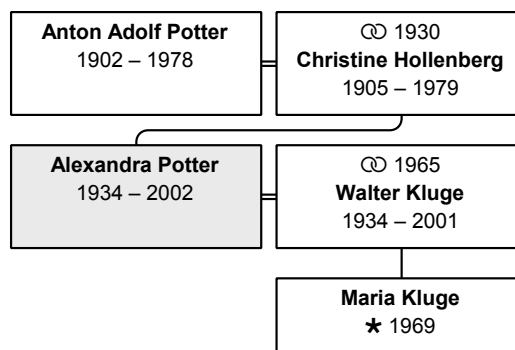 Anton Adolf Potter
1902 – 1978
⚭ 1930
Christine Hollenberg
1905 – 1979
Alexandra Potter
1934 – 2002
⚭ 1965
Walter Kluge
1934 – 2001
Maria Kluge
★ 1969